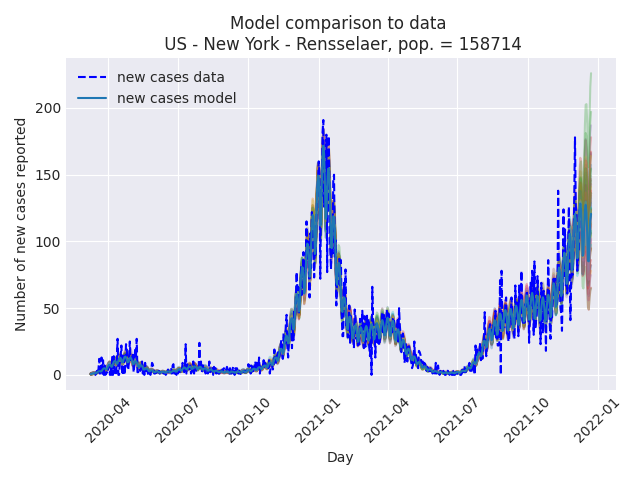 Model comparison to data
US - New York - Rensselaer, pop. = 158714
new cases data
new cases model
Number of new cases reported
200
150
100
50
0
2020-04
2020-07
2020-10
2021-01
2021-04
2021-07
2021-10
2022-01
Day